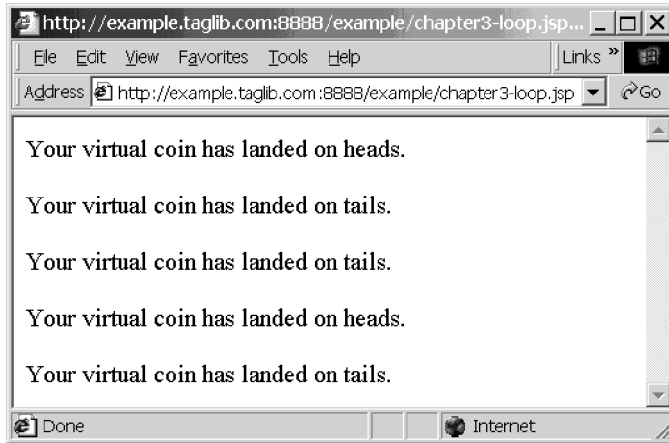 http://example.taglib.com:8888/example/chapter3-loop.jsp...
File Edit View Favorites Tools Help Links »
Address http://example.taglib.com:8888/example/chapter3-loop.jsp Go
Your virtual coin has landed on heads.
Your virtual coin has landed on tails.
Your virtual coin has landed on tails.
Your virtual coin has landed on heads.
Your virtual coin has landed on tails.
Done Internet